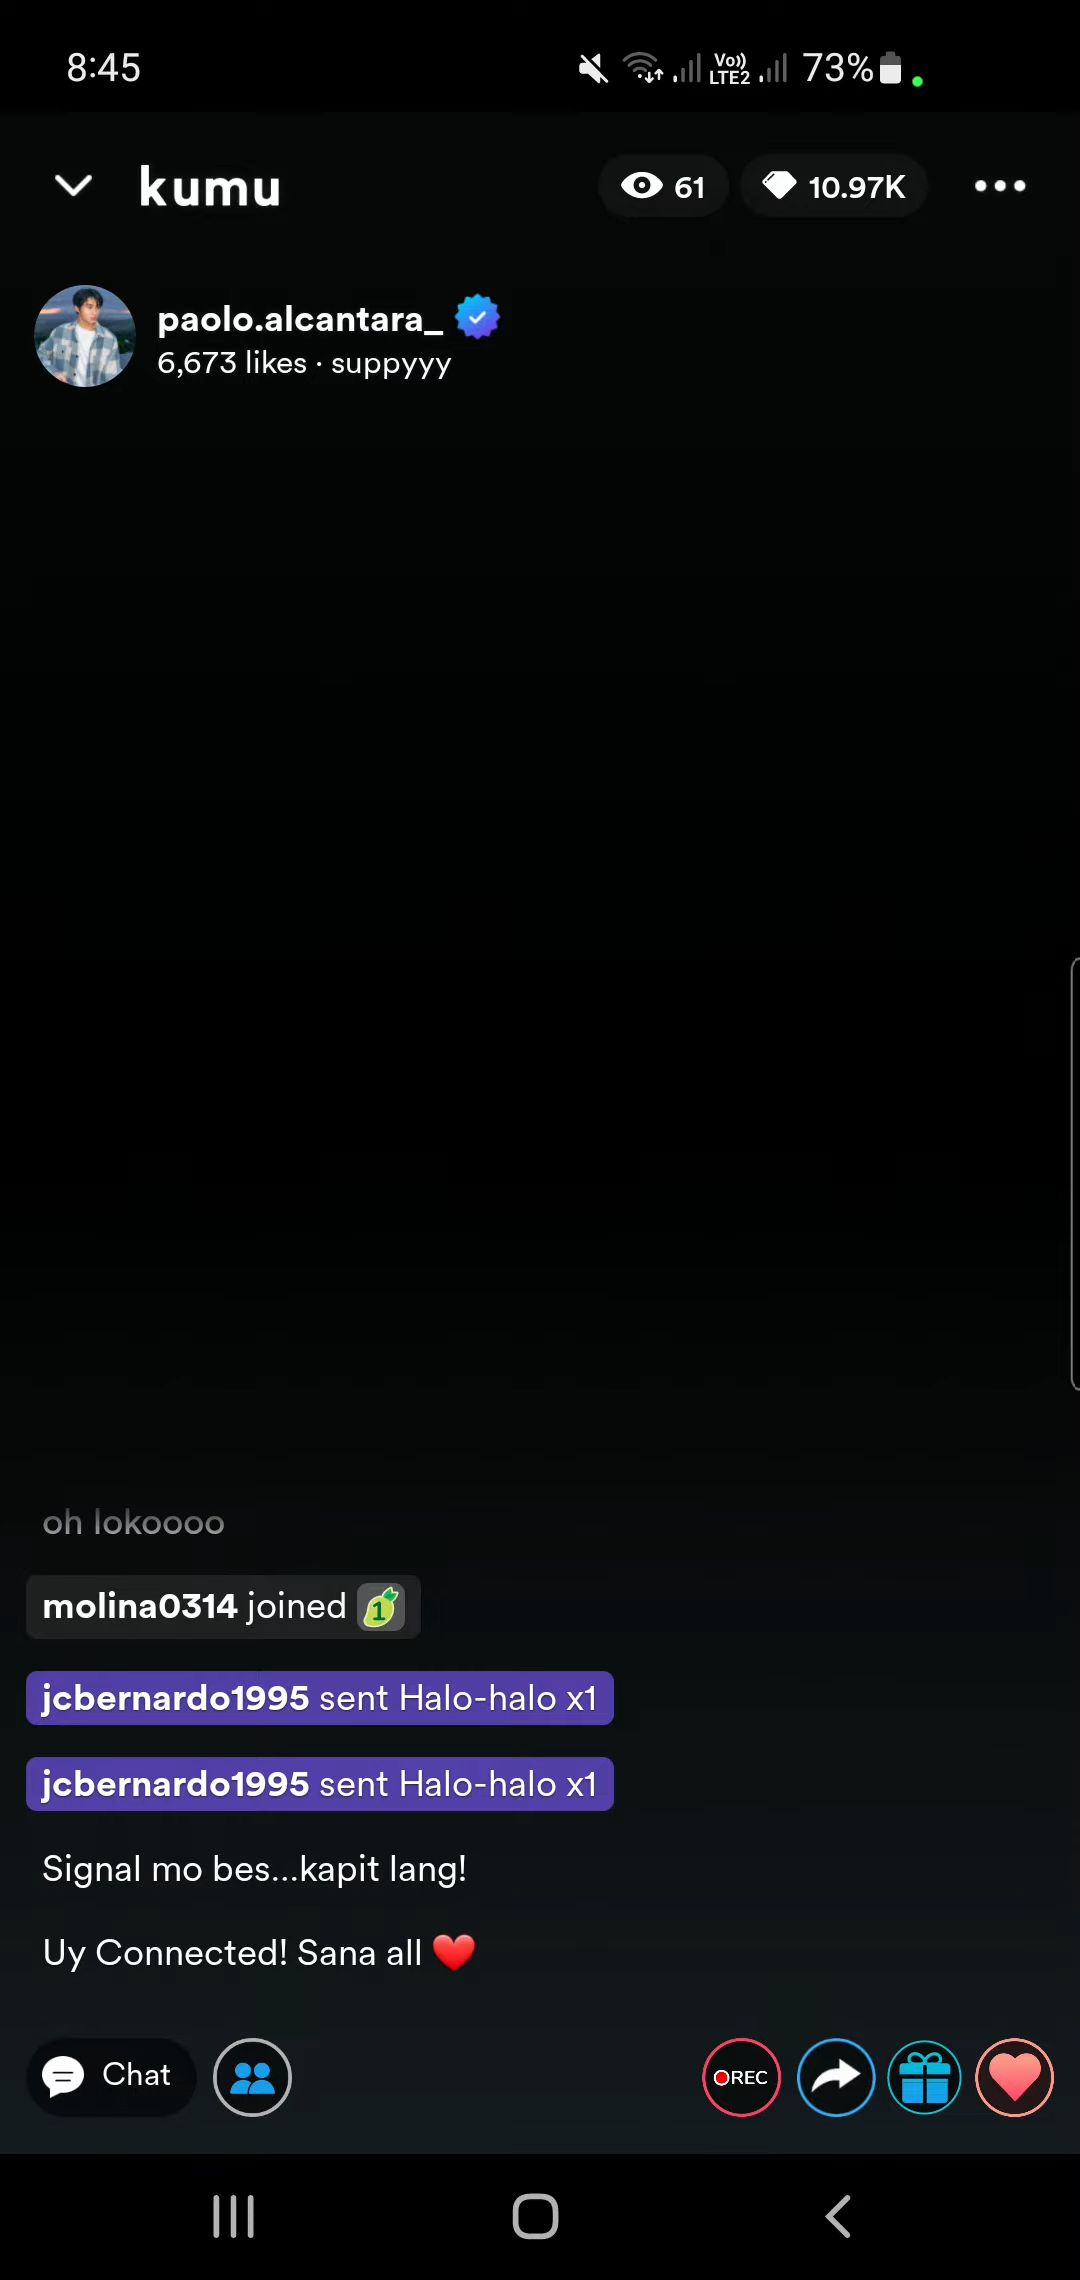 8:45
Vo))
LTE2
73%
kumu
61
10.97K
paolo.alcantara_
6,673 likes · suppyyy
oh lokoooo
molina0314 joined 1
jcbernardo1995 sent Halo-halo x1
jcbernardo1995 sent Halo-halo x1
Signal mo bes...kapit lang!
Uy Connected! Sana all ❤️
Chat
REC